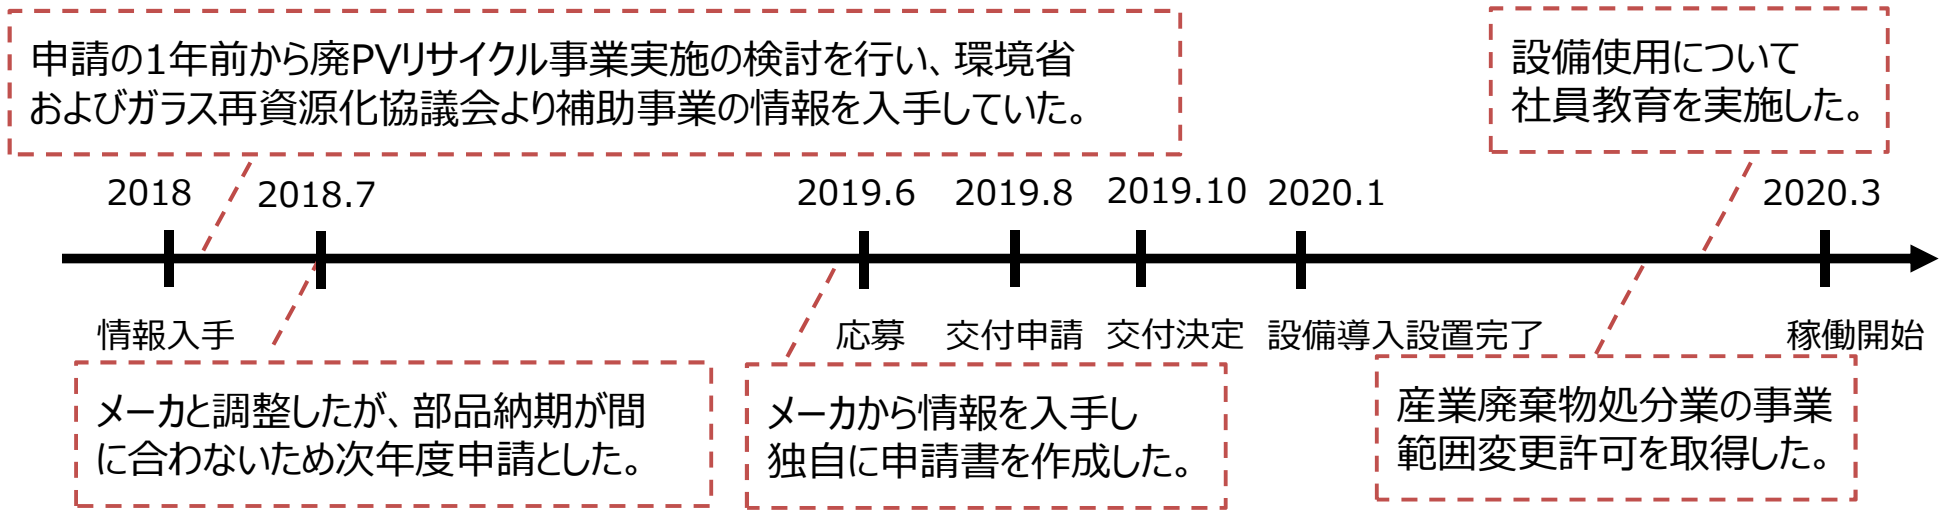 申請の1年前から廃PVリサイクル事業実施の検討を行い、環境省
およびガラス再資源化協議会より補助事業の情報を入手していた。
設備使用について
社員教育を実施した。
2018
2018.7
2019.6
2019.8
2019.10
2020.1
2020.3
情報入手
応募
交付申請
交付決定
設備導入設置完了
稼働開始
メーカと調整したが、部品納期が間
に合わないため次年度申請とした。
メーカから情報を入手し
独自に申請書を作成した。
産業廃棄物処分業の事業
範囲変更許可を取得した。